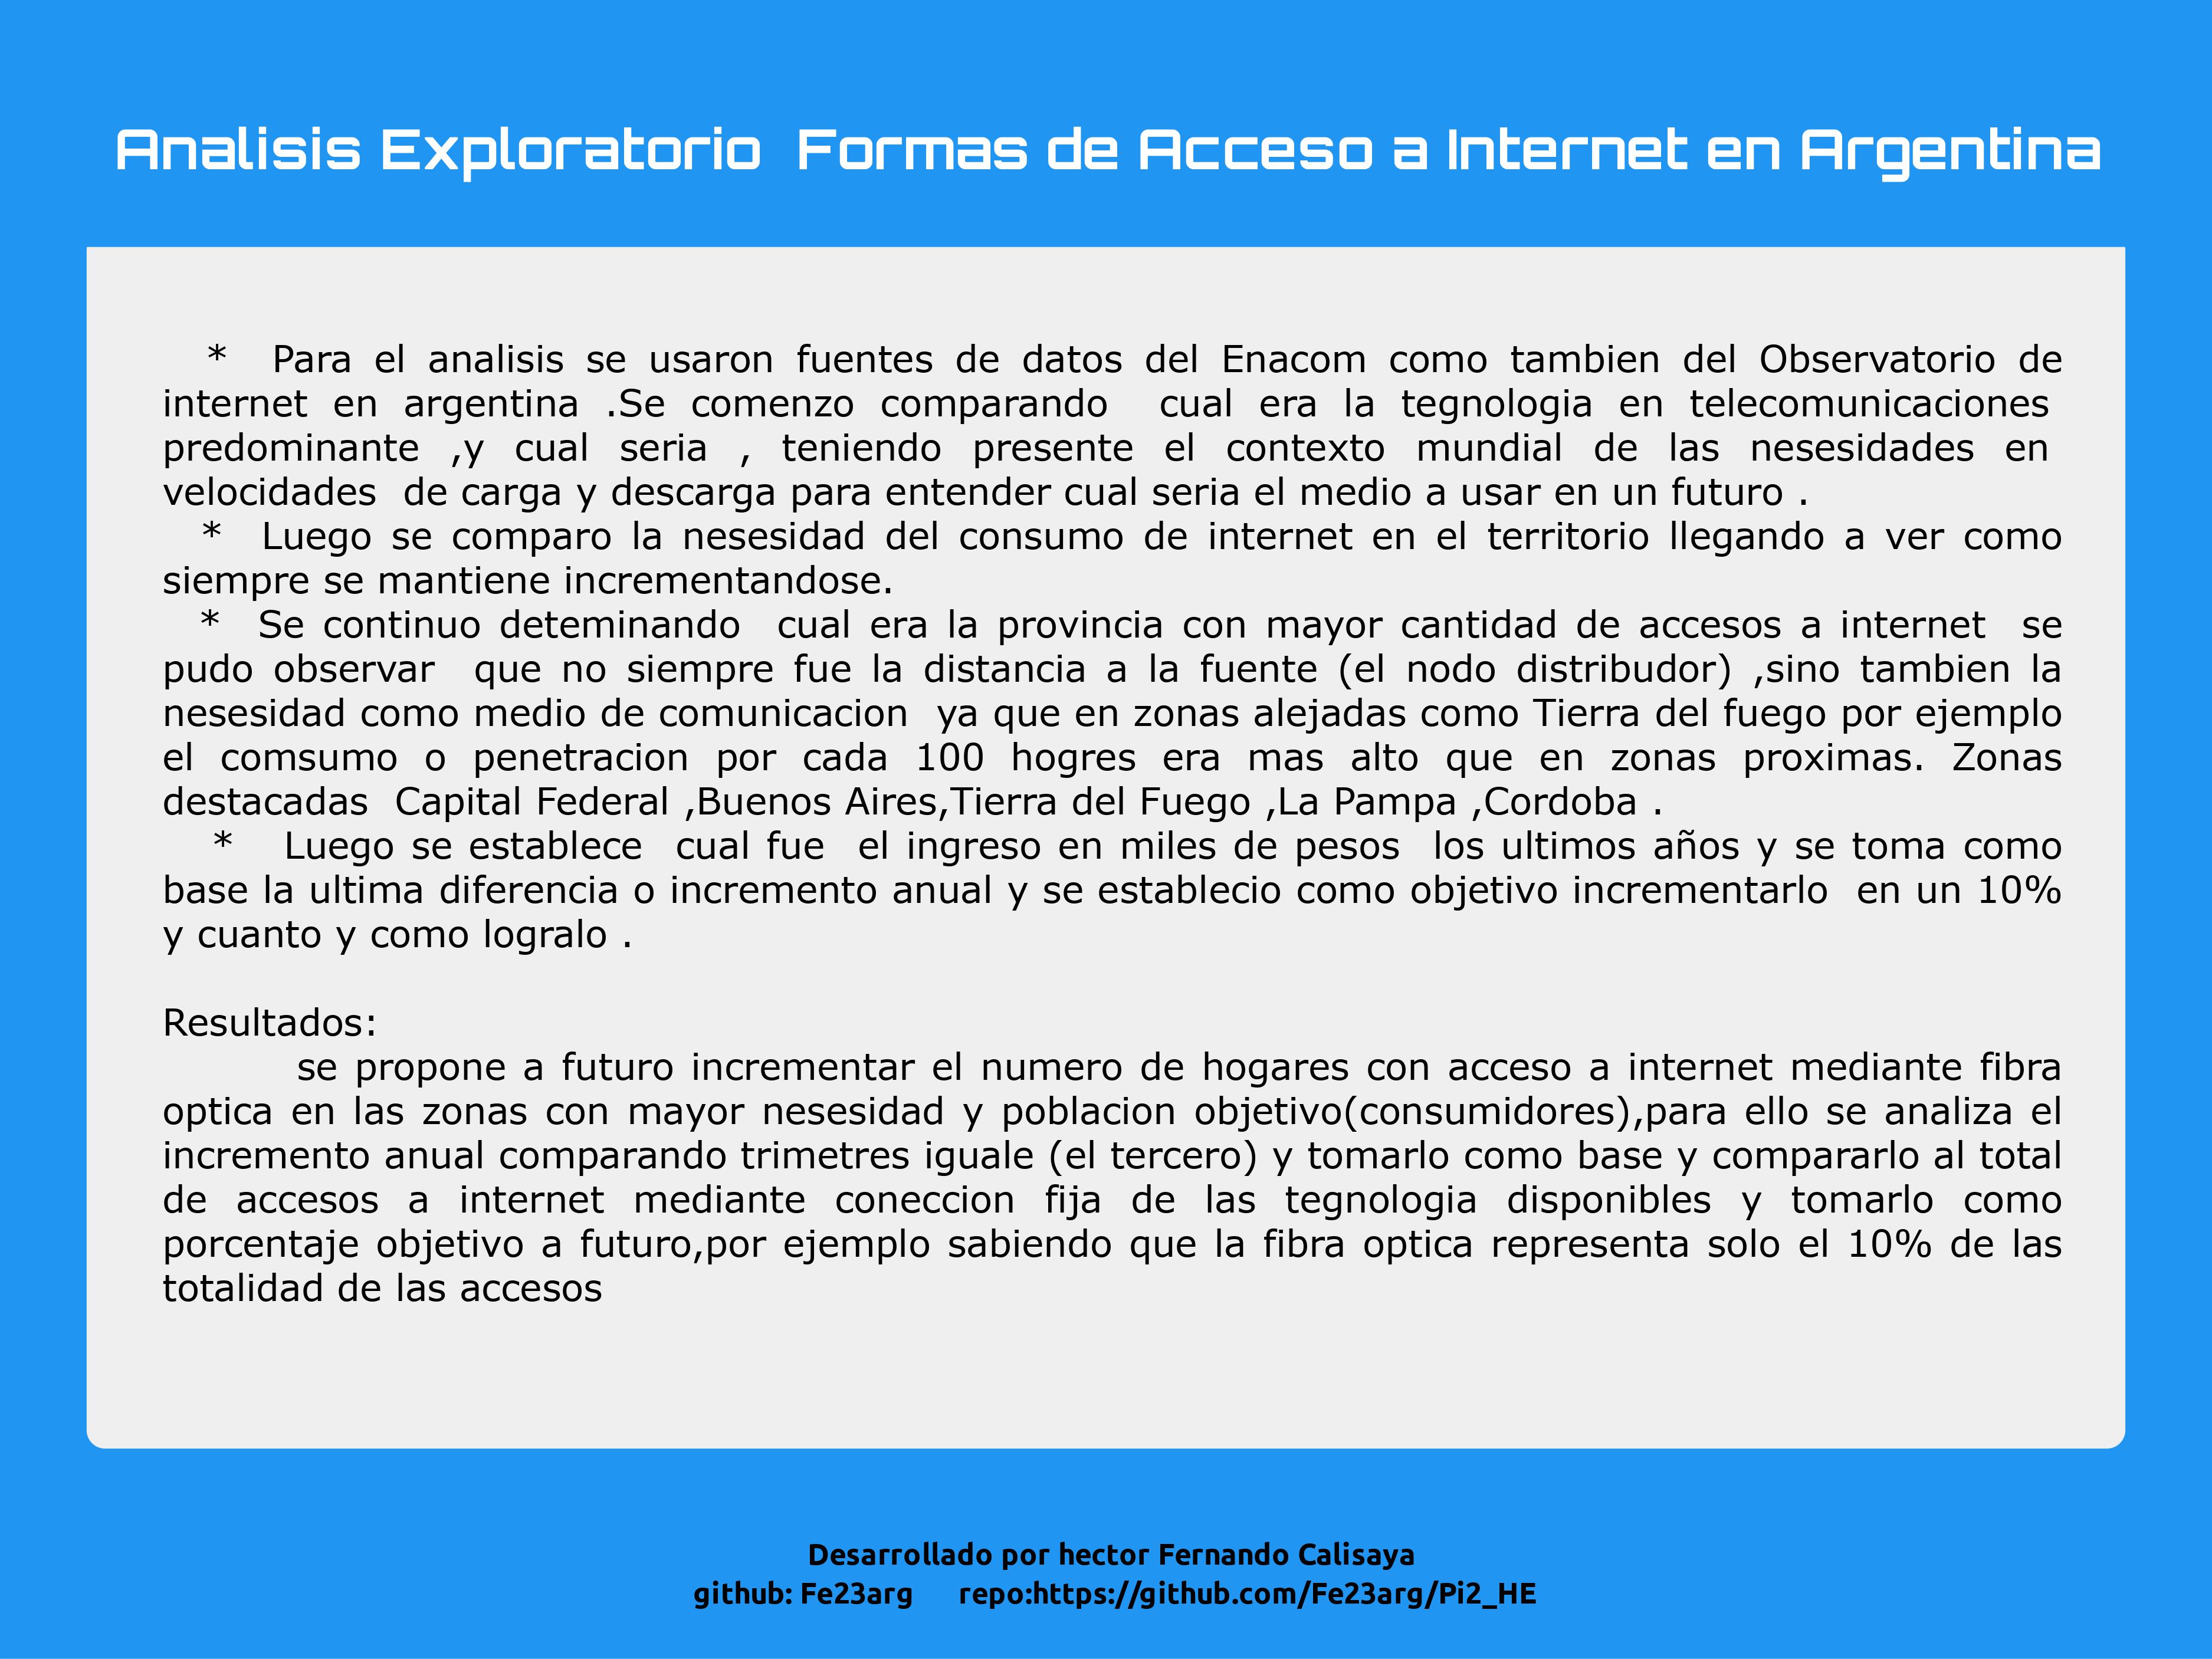 Analisis Exploratorio  Formas de Acceso a Internet en Argentina
* Para el analisis se usaron fuentes de datos del Enacom como tambien del Observatorio de
internet en argentina .Se comenzo comparando cual era la tegnologia en telecomunicaciones
predominante ,y cual seria , teniendo presente el contexto mundial de las nesesidades en
velocidades de carga y descarga para entender cual seria el medio a usar en un futuro .
* Luego se comparo la nesesidad del consumo de internet en el territorio llegando a ver como
siempre se mantiene incrementandose.
* Se continuo deteminando cual era la provincia con mayor cantidad de accesos a internet se
pudo observar que no siempre fue la distancia a la fuente (el nodo distribudor) ,sino tambien la
nesesidad como medio de comunicacion ya que en zonas alejadas como Tierra del fuego por ejemplo
el comsumo o penetracion por cada 100 hogres era mas alto que en zonas proximas. Zonas
destacadas Capital Federal ,Buenos Aires,Tierra del Fuego ,La Pampa ,Cordoba .
* Luego se establece cual fue el ingreso en miles de pesos los ultimos años y se toma como
base la ultima diferencia o incremento anual y se establecio como objetivo incrementarlo en un 10%
y cuanto y como logralo .
Resultados:
se propone a futuro incrementar el numero de hogares con acceso a internet mediante fibra
optica en las zonas con mayor nesesidad y poblacion objetivo(consumidores),para ello se analiza el
incremento anual comparando trimetres iguale (el tercero) y tomarlo como base y compararlo al total
de accesos a internet mediante coneccion fija de las tegnologia disponibles y tomarlo como
porcentaje objetivo a futuro,por ejemplo sabiendo que la fibra optica representa solo el 10% de las
totalidad de las accesos
Desarrollado por hector Fernando Calisaya
github: Fe23arg repo:https://github.com/Fe23arg/Pi2_HE